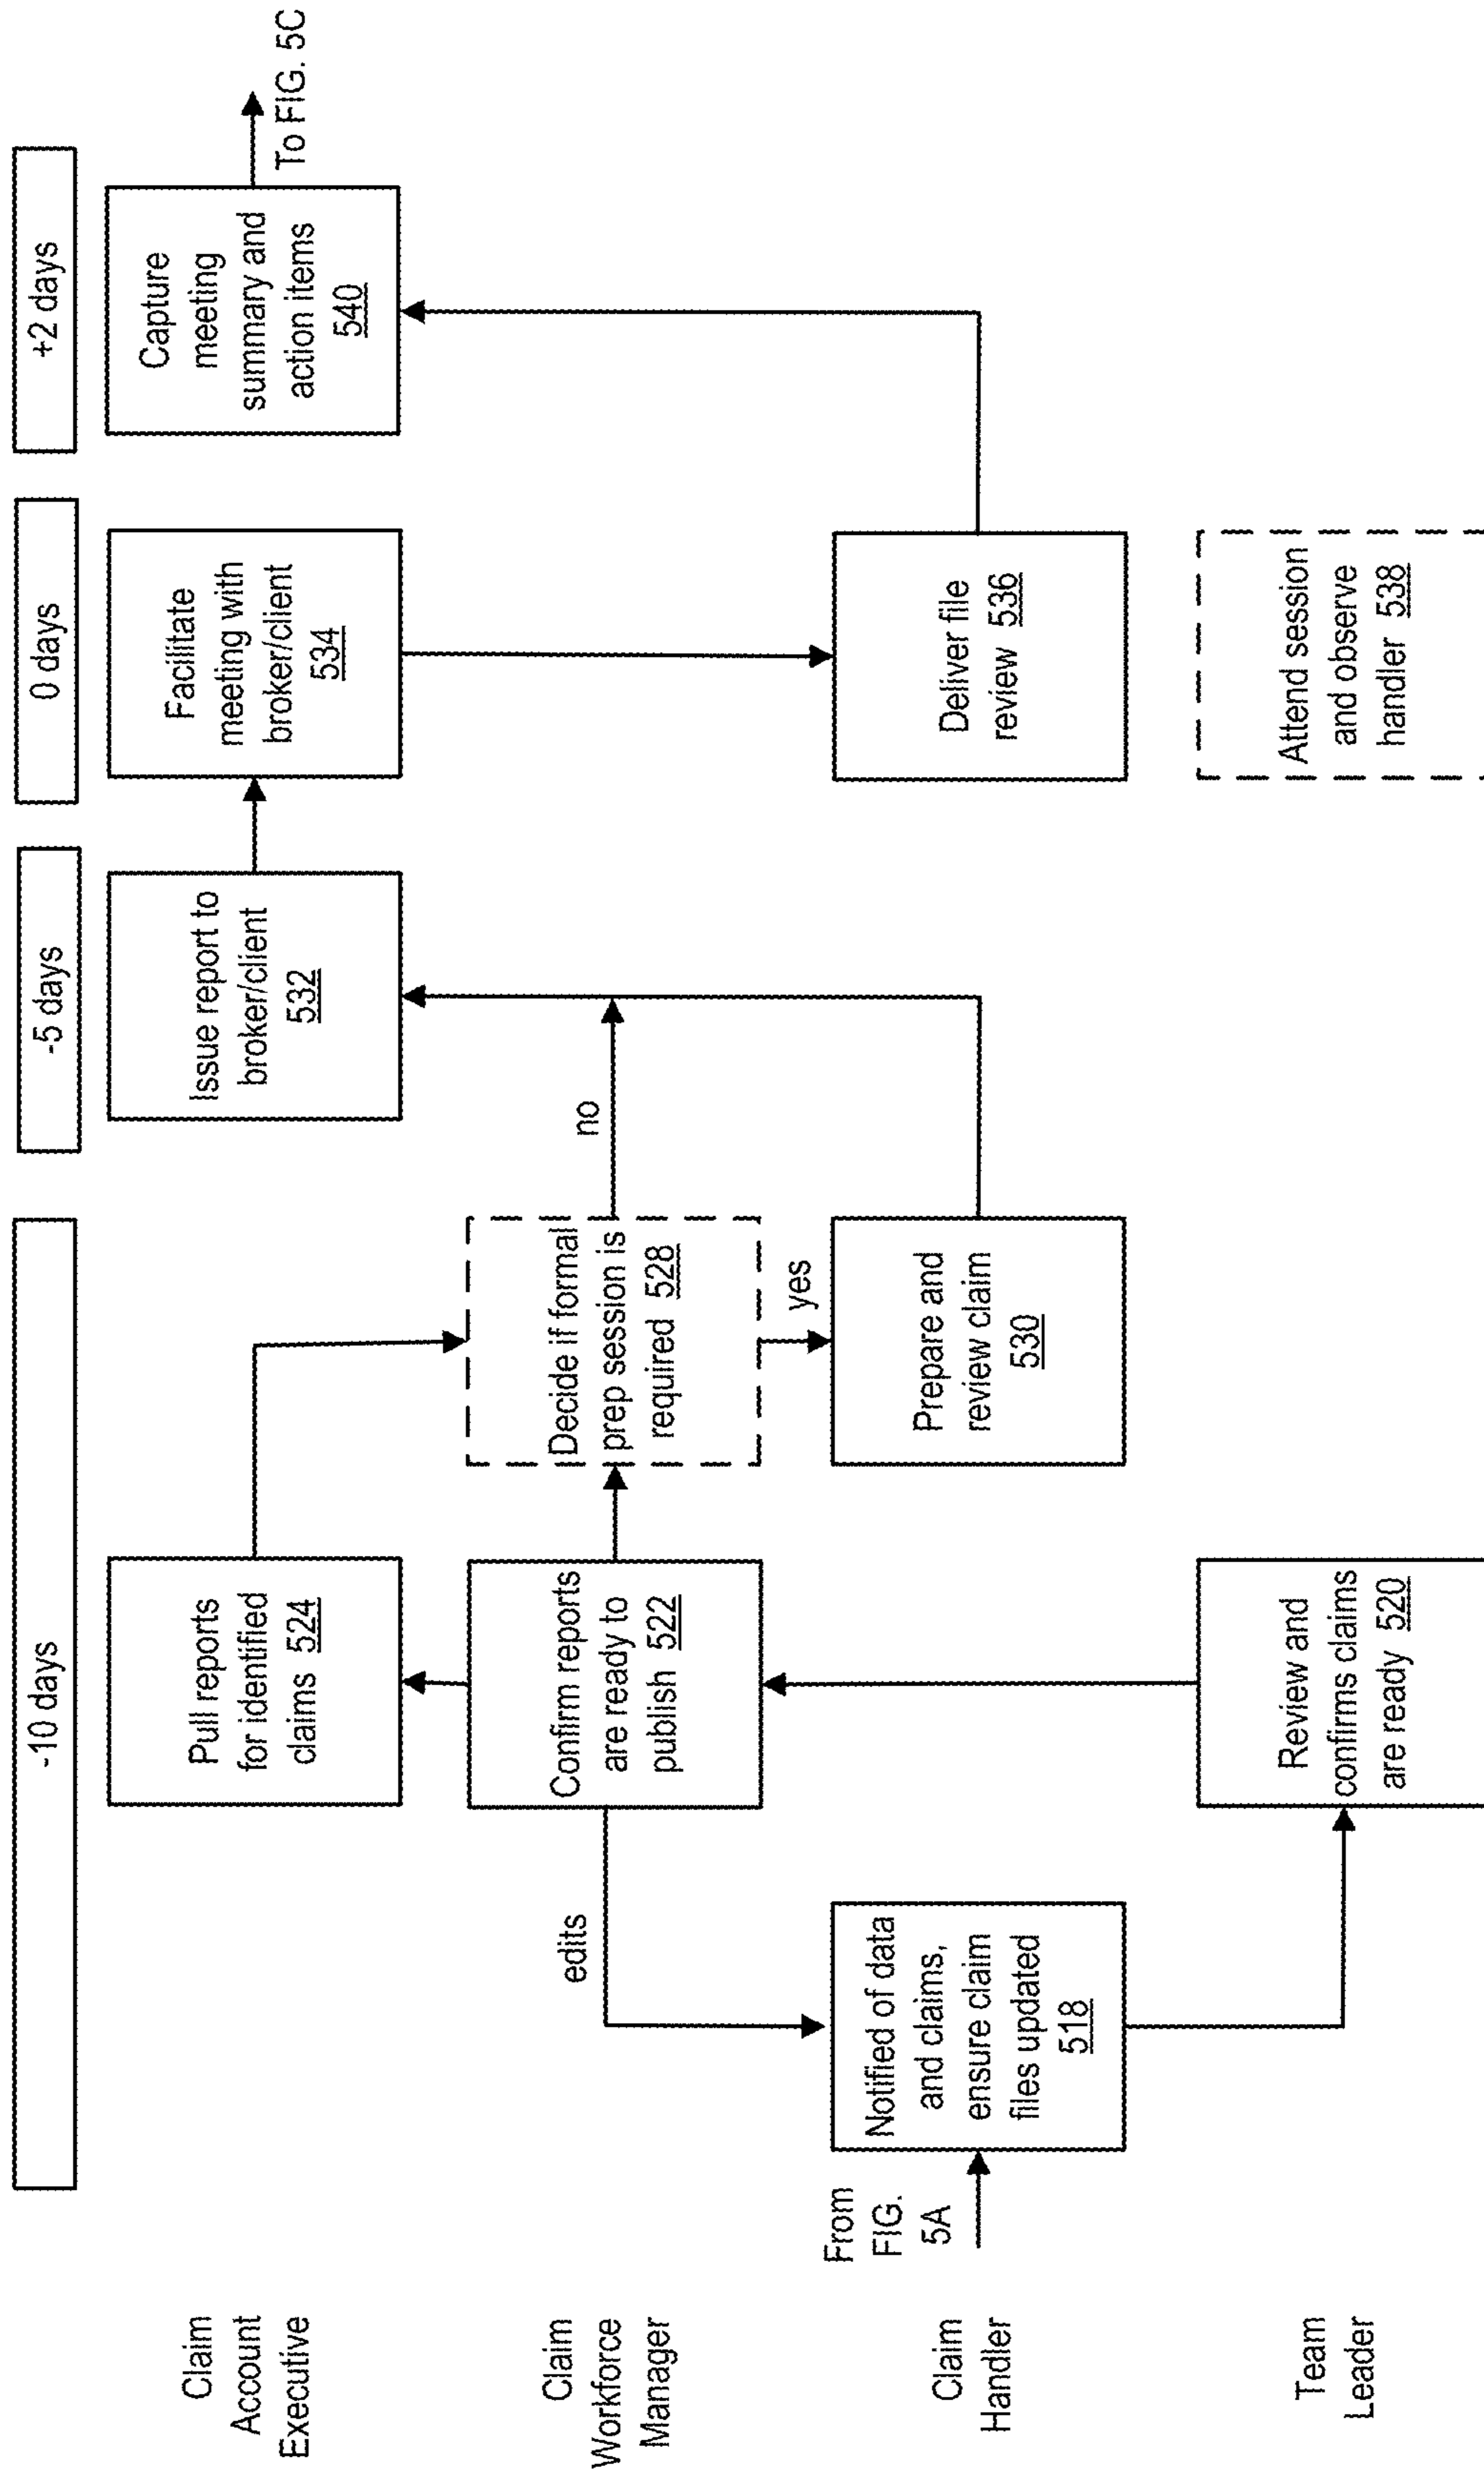 -10 days
-5 days
0 days
+2 days
Claim
Account
Executive
Pull reports
for identified
claims 524
Issue report to
broker/client
532
Facilitate
meeting with
broker/client
534
Capture
meeting
summary and
action items
540
To FIG. 5C
Claim
Workforce
Manager
edits
Confirm reports
are ready to
publish 522
Decide if formal
prep session is
required 528
no
yes
Claim
Handler
From
FIG.
5A
Notified of data
and claims,
ensure claim
files updated
518
Prepare and
review claim
530
Deliver file
review 536
Team
Leader
Review and
confirms claims
are ready 520
Attend session
and observe
handler 538